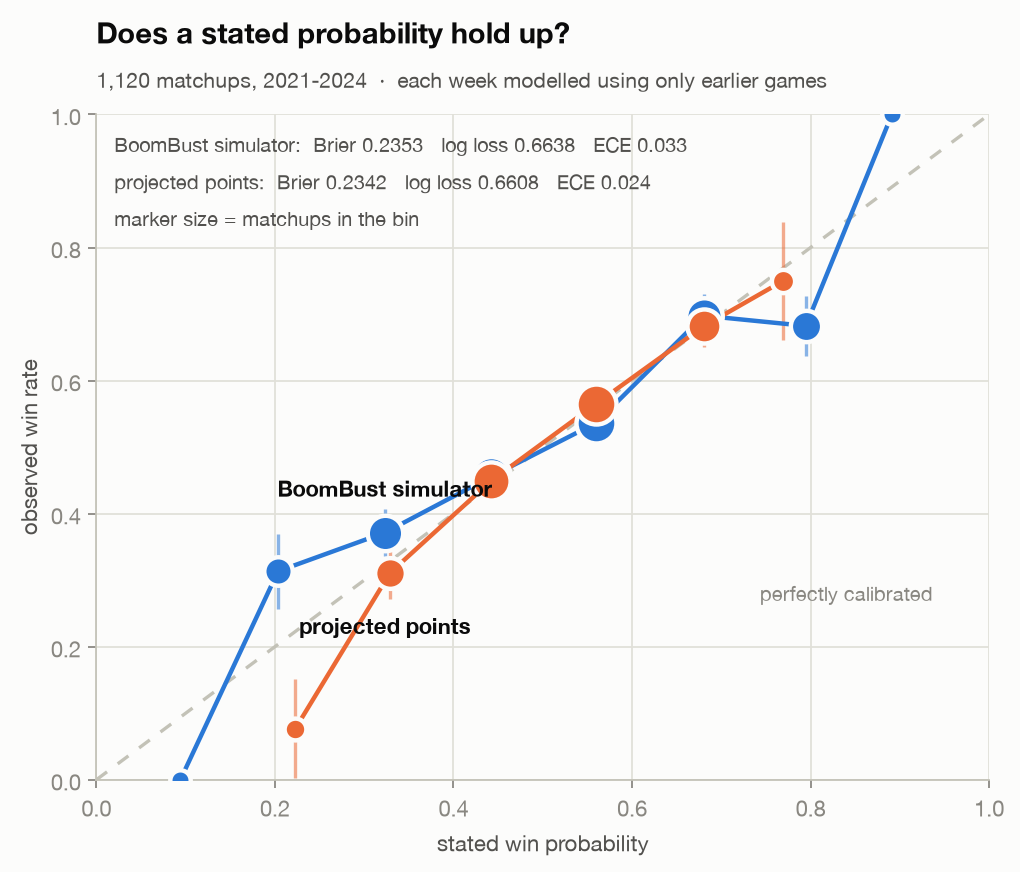 Does a stated probability hold up?
1,120 matchups, 2021-2024 · each week modelled using only earlier games
1.0
BoomBust simulator: Brier 0.2353 log loss 0.6638 ECE 0.033
projected points: Brier 0.2342 log loss 0.6608 ECE 0.024
marker size = matchups in the bin
0.8
0.6
observed win rate
BoomBust simulator
0.4
perfectly calibrated
projected points
0.2
0.0
0.0 0.2 0.4 0.6 0.8 1.0
stated win probability